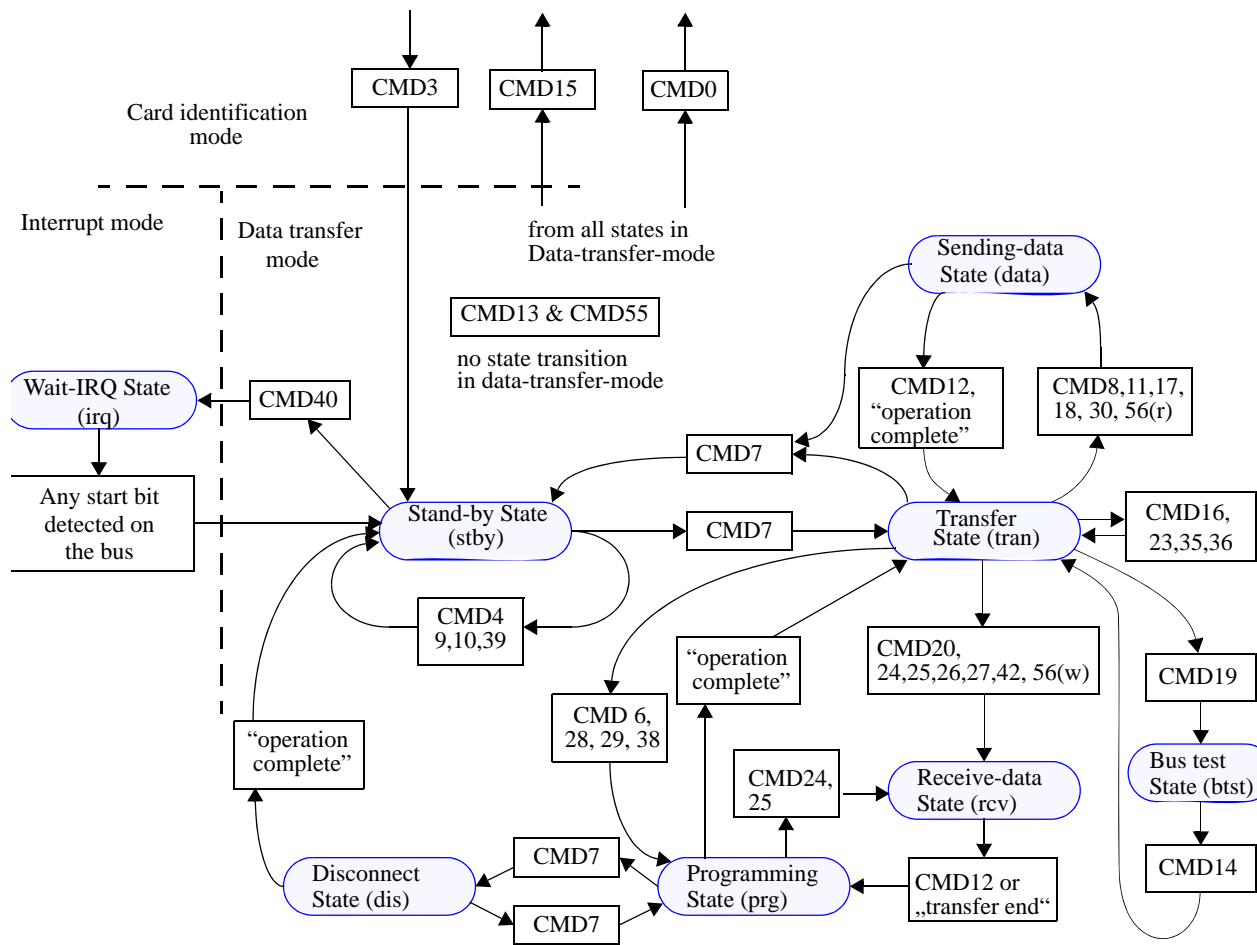 CMD3
CMD15
CMD0
Card identification
mode
Interrupt mode
Data transfer
mode
from all states in
Data-transfer-mode
Sending-data
State (data)
CMD13 & CMD55
no state transition
in data-transfer-mode
Wait-IRQ State
(irq)
CMD40
CMD12,
“operation
complete”
CMD8,11,17,
18, 30, 56(r)
CMD7
Any start bit
detected on
the bus
Stand-by State
(stby)
CMD7
Transfer
State (tran)
CMD16,
23,35,36
CMD4
9,10,39
“operation
complete”
CMD20,
24,25,26,27,42, 56(w)
CMD19
CMD 6,
28, 29, 38
“operation
complete”
CMD24,
25
Receive-data
State (rcv)
Bus test
State (btst)
Disconnect
State (dis)
CMD7
CMD7
Programming
State (prg)
CMD12 or
„transfer end“
CMD14